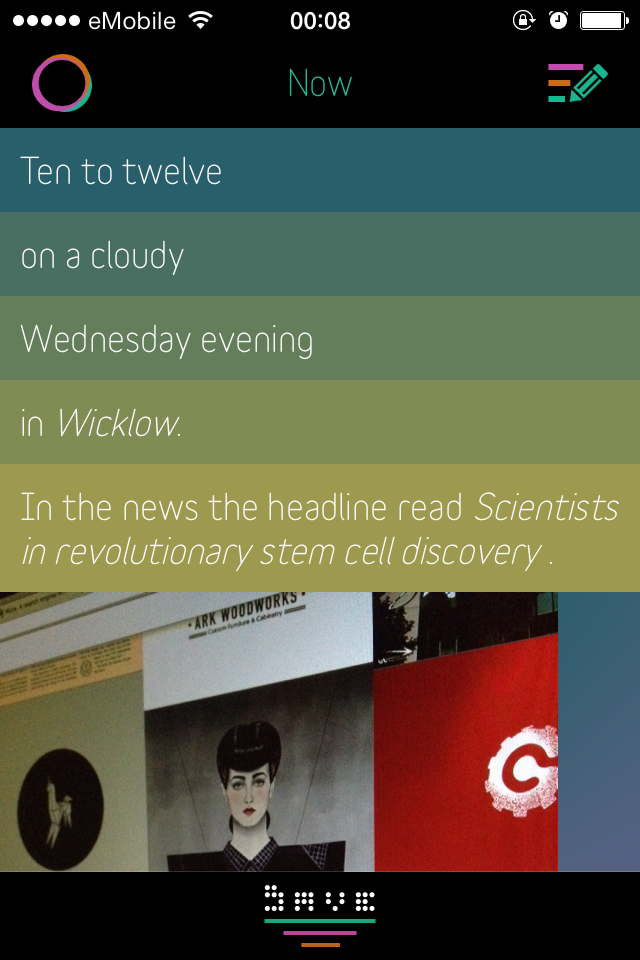 eMobile 00:08
Now
Ten to twelve
on a cloudy
Wednesday evening
in Wicklow.
In the news the headline read Scientists
in revolutionary stem cell discovery .
• ARK WOODWORKS •
Custom Furniture & Cabinetry
SAVE